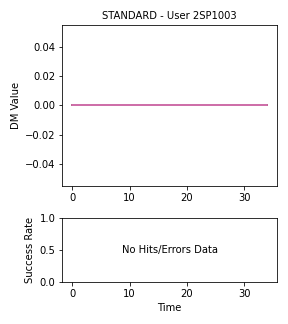 STANDARD - User 2SP1003
DM Value
0.04
0.02
0.00
−0.02
−0.04
0 10 20 30
Success Rate
1.0
0.5
0.0
No Hits/Errors Data
0 10 20 30
Time